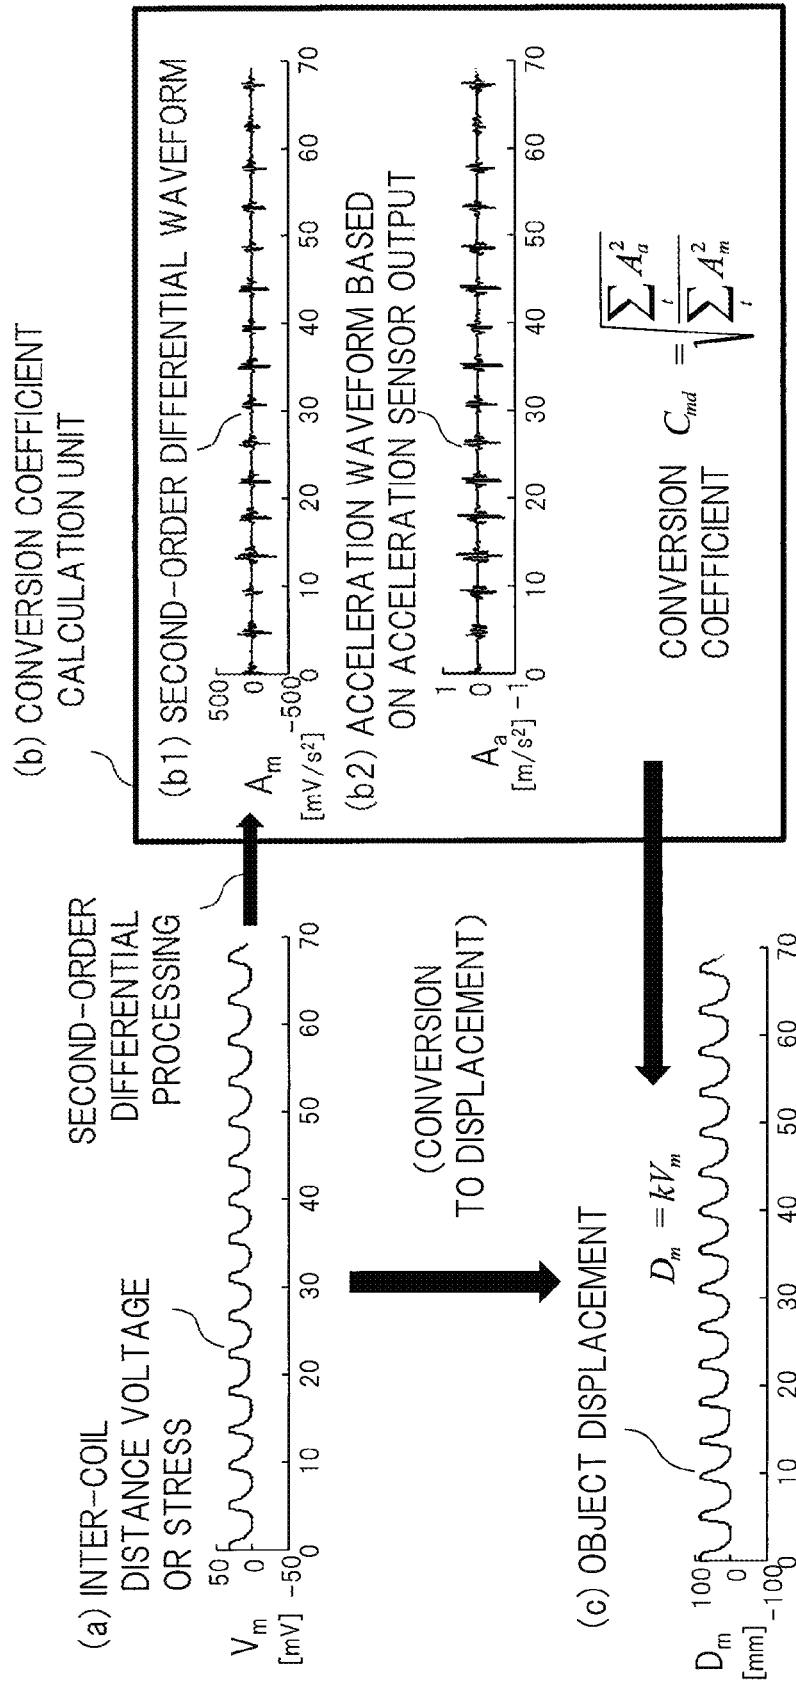 (a) INTER-COIL
DISTANCE VOLTAGE
OR STRESS
V_m
[mV]
50
0
-50
0 10 20 30 40 50 60 70
SECOND-ORDER
DIFFERENTIAL
PROCESSING
(b) CONVERSION COEFFICIENT
CALCULATION UNIT
(b1) SECOND-ORDER DIFFERENTIAL WAVEFORM
A_m
[mV/s²]
500
0
-500
0 10 20 30 40 50 60 70
(b2) ACCELERATION WAVEFORM BASED
ON ACCELERATION SENSOR OUTPUT
A_a
[m/s²]
1
0
-1
0 10 20 30 40 50 60 70
CONVERSION
COEFFICIENT
C_md = √(∑_t A_a² / ∑_t A_m²)
(CONVERSION
TO DISPLACEMENT)
(c) OBJECT DISPLACEMENT
D_m = kV_m
D_m
[mm]
100
0
-100
0 10 20 30 40 50 60 70